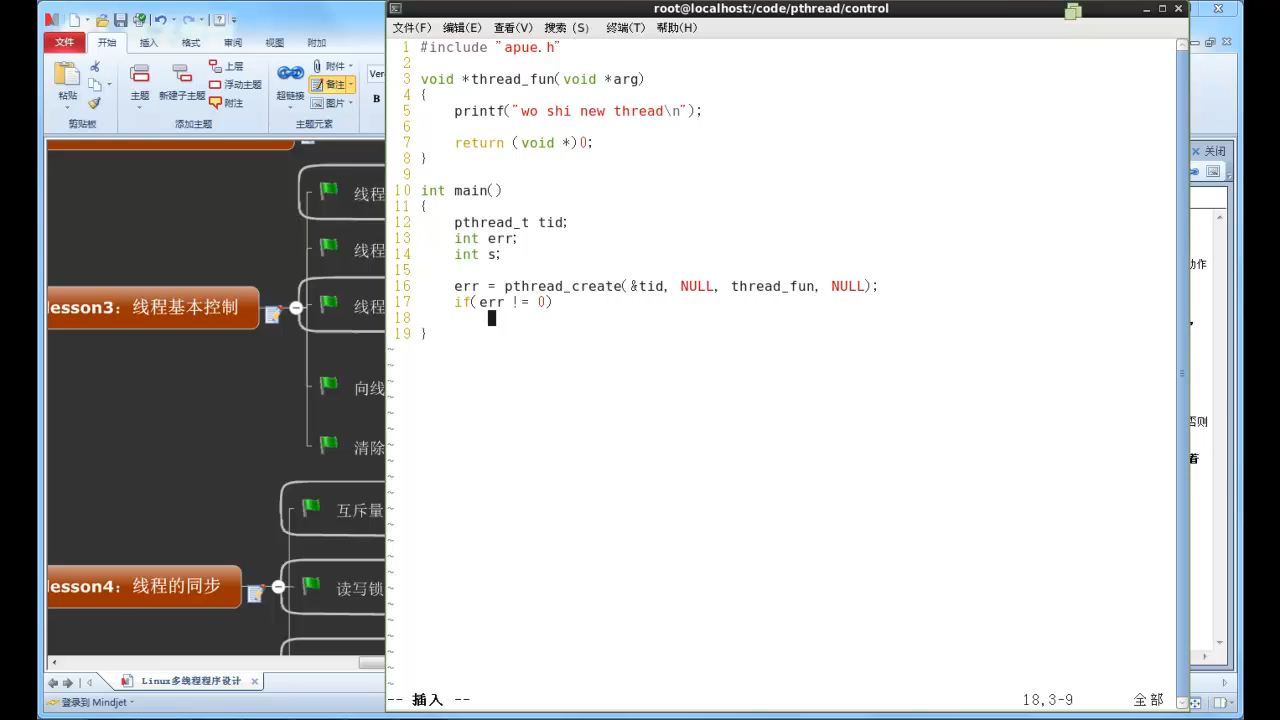 root@localhost:/code/pthread/control
文件(F) 编辑(E) 查看(V) 搜索 (S) 终端(T) 帮助(H)
文件 开始 插入 格式 审阅 视图 附加
粘贴 主题 新建子主题 上层 浮动主题 附注 超链接 附件 备注 图片 Ver B
剪贴板 添加主题 主题元素
关闭
1 #include "apue.h"
2
3 void *thread_fun(void *arg)
4 {
5 printf("wo shi new thread\n");
6
7 return (void *)0;
8 }
9
10 int main()
11 {
12 pthread_t tid;
13 int err;
14 int s;
15
16 err = pthread_create(&tid, NULL, thread_fun, NULL);
17 if(err != 0)
18
19 }
~
-- 插入 --
18,3-9 全部
线程
线程
lesson3：线程基本控制
线程
向线
清除
互斥量
lesson4：线程的同步
读写锁
动作
否则
着
Linux多线程程序设计
登录到 Mindjet